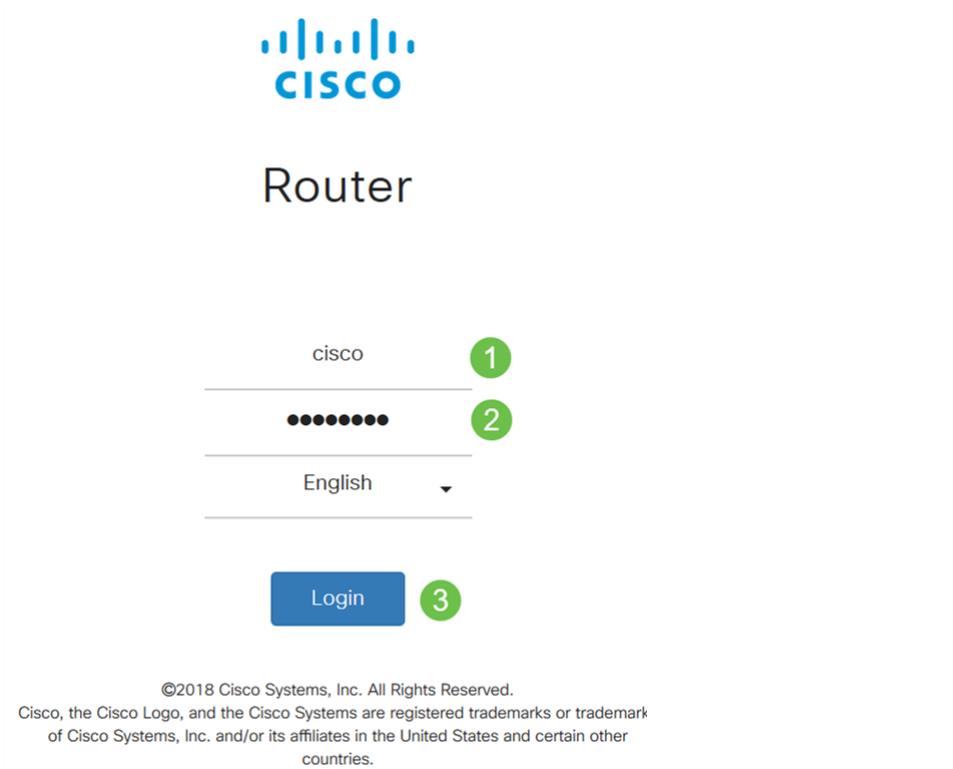 CISCO
Router
cisco
1
••••••••
2
English
Login
3
©2018 Cisco Systems, Inc. All Rights Reserved.
Cisco, the Cisco Logo, and the Cisco Systems are registered trademarks or trademark
of Cisco Systems, Inc. and/or its affiliates in the United States and certain other
countries.